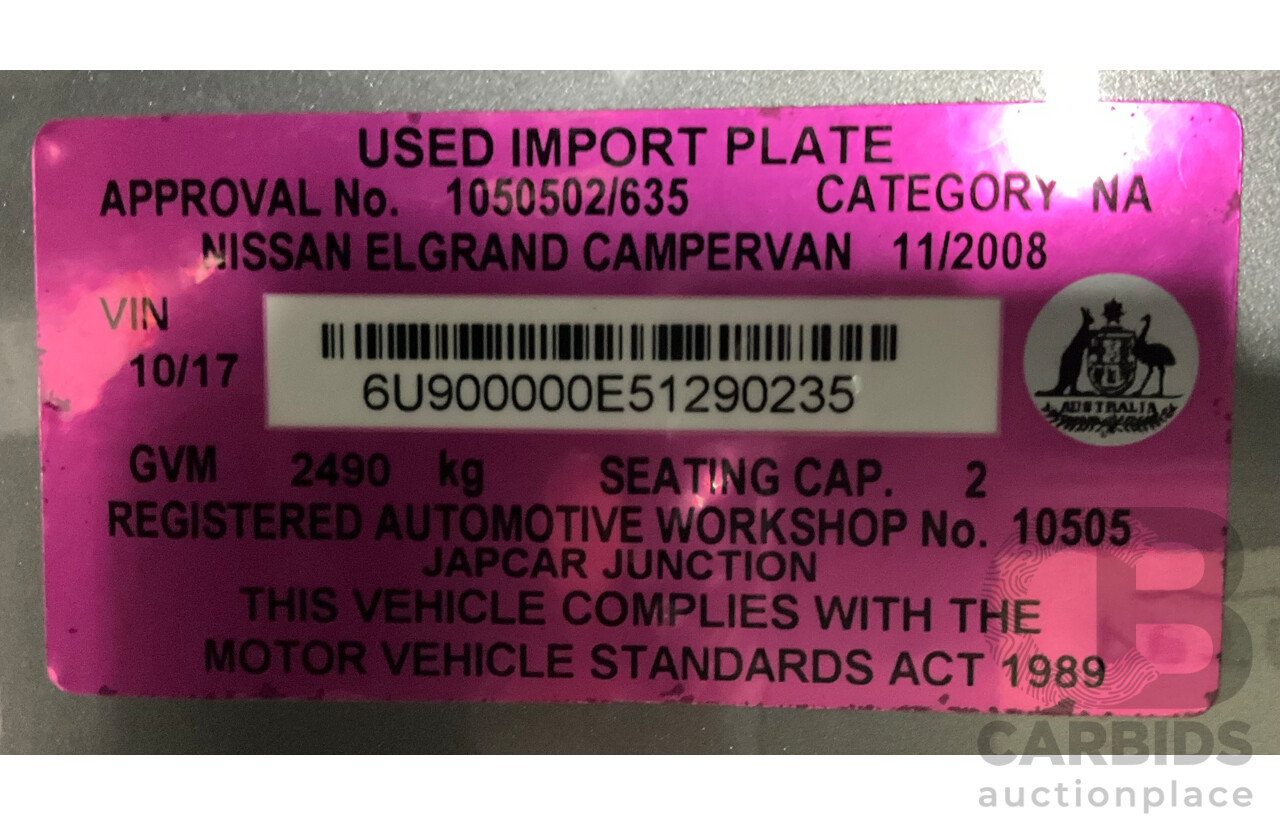 USED IMPORT PLATE
APPROVAL No. 1050502/635 CATEGORY NA
NISSAN ELGRAND CAMPERVAN 11/2008
VIN
10/17
6U900000E51290235
AUSTRALIA
GVM 2490 kg SEATING CAP. 2
REGISTERED AUTOMOTIVE WORKSHOP No. 10505
JAPCAR JUNCTION
THIS VEHICLE COMPLIES WITH THE
MOTOR VEHICLE STANDARDS ACT 1989
CB
CARBIDS
auctionplace